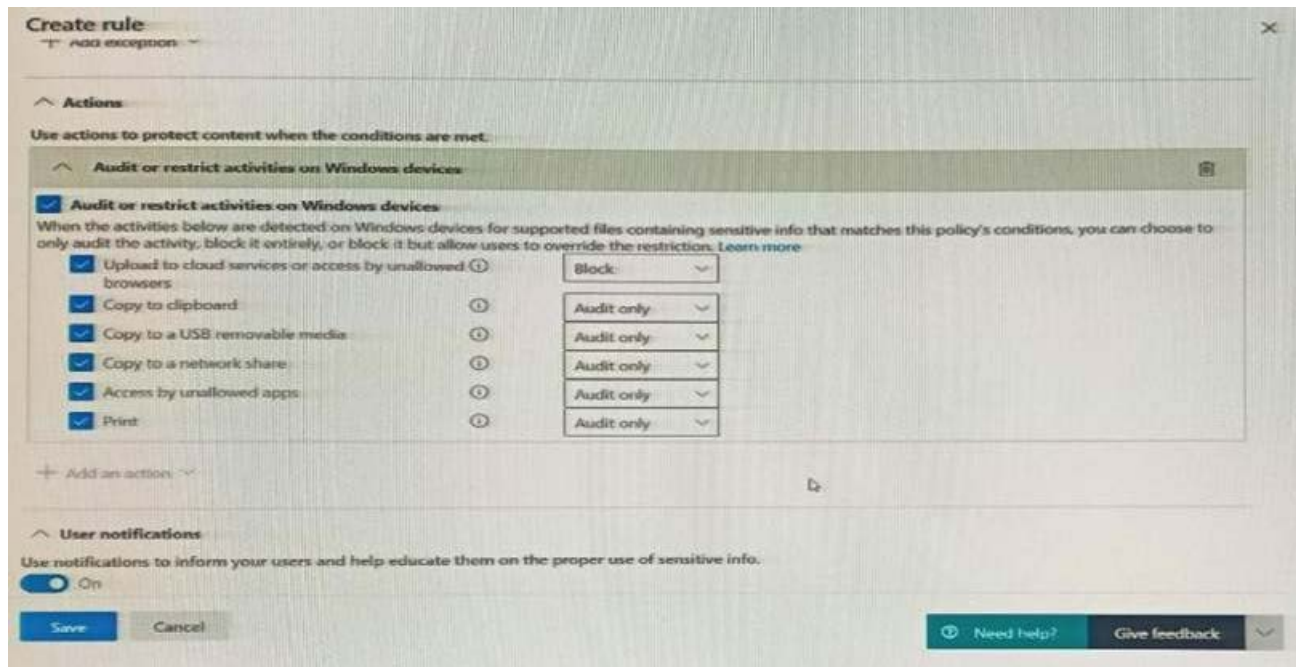 Create rule
Add exception
Actions
Use actions to protect content when the conditions are met.
Audit or restrict activities on Windows devices
Audit or restrict activities on Windows devices
When the activities below are detected on Windows devices for supported files containing sensitive info that matches this policy's conditions, you can choose to
only audit the activity, block it entirely, or block it but allow users to override the restriction. Learn more
Upload to cloud services or access by unallowed Block
browsers
Copy to clipboard Audit only
Copy to a USB removable media Audit only
Copy to a network share Audit only
Access by unallowed apps Audit only
Print Audit only
Add an action
User notifications
Use notifications to inform your users and help educate them on the proper use of sensitive info.
On
Save Cancel Need help? Give feedback